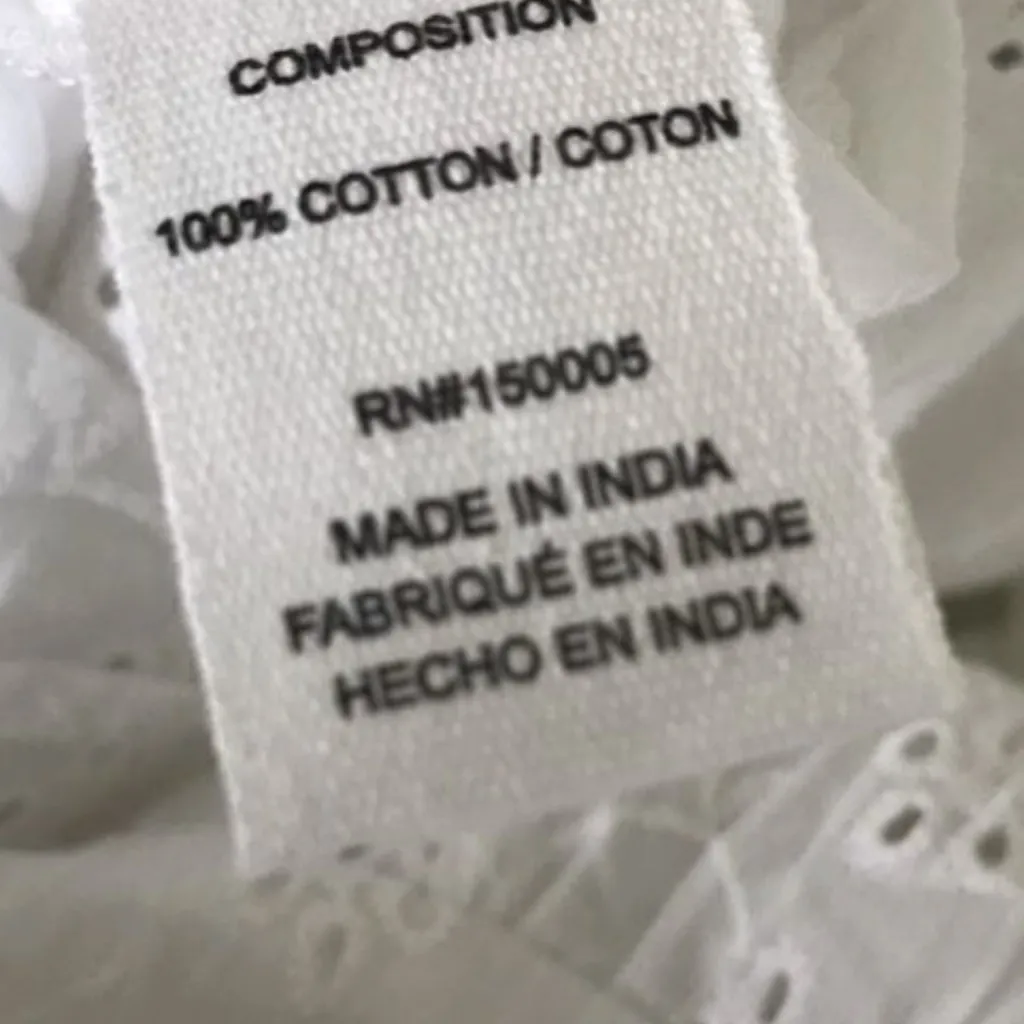 COMPOSITION
100% COTTON / COTON
RN#150005
MADE IN INDIA
FABRIQUÉ EN INDE
HECHO EN INDIA